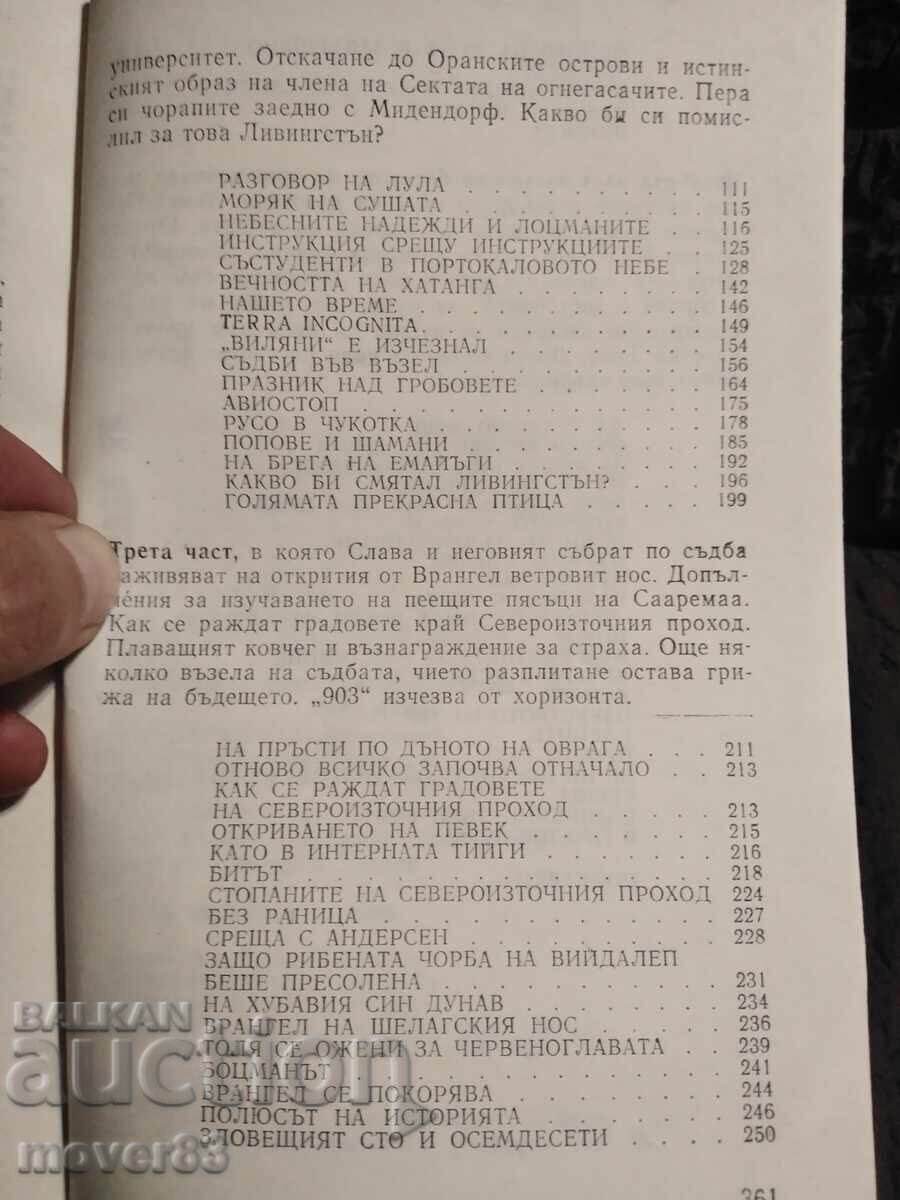 университет. Отскачане до Оранските острови и истин-
ският образ на члена на Сектата на огнегасачите. Пера
си чорапите заедно с Мидендорф. Какво би си помис-
лил за това Ливингстън?
РАЗГОВОР НА ЛУЛА . . . . . . . . . 111
МОРЯК НА СУШАТА . . . . . . . . . 115
НЕБЕСНИТЕ НАДЕЖДИ И ЛОЦМАНИТЕ . . 116
ИНСТРУКЦИЯ СРЕЩУ ИНСТРУКЦИИТЕ . . 125
СЪСТУДЕНТИ В ПОРТОКАЛОВОТО НЕБЕ . 128
ВЕЧНОСТТА НА ХАТАНГА . . . . . . . 142
НАШЕТО ВРЕМЕ . . . . . . . . . . 146
TERRA INCOGNITA. . . . . . . . . . 149
„ВИЛЯНИ“ Е ИЗЧЕЗНАЛ . . . . . . . 154
СЪДБИ ВЪВ ВЪЗЕЛ . . . . . . . . . 156
ПРАЗНИК НАД ГРОБОВЕТЕ . . . . . . 164
АВИОСТОП . . . . . . . . . . . . 175
РУСО В ЧУКОТКА . . . . . . . . . . 178
ПОПОВЕ И ШАМАНИ . . . . . . . . . 185
НА БРЕГА НА ЕМАЙЪГИ . . . . . . . 192
КАКВО БИ СМЯТАЛ ЛИВИНГСТЪН? . . . 196
ГОЛЯМАТА ПРЕКРАСНА ПТИЦА . . . . . 199
Трета част, в която Слава и неговият събрат по съдба
заживяват на открития от Врангел ветровит нос. Допъл-
нения за изучаването на пеещите пясъци на Сааремаа.
Как се раждат градовете край Североизточния проход.
Плаващият ковчег и възнаграждение за страха. Още ня-
колко възела на съдбата, чието разплитане остава гри-
жа на бъдещето. „903“ изчезва от хоризонта.
НА ПРЪСТИ ПО ДЪНОТО НА ОВРАГА . . . 211
ОТНОВО ВСИЧКО ЗАПОЧВА ОТНАЧАЛО . . 213
КАК СЕ РАЖДАТ ГРАДОВЕТЕ
НА СЕВЕРОИЗТОЧНИЯ ПРОХОД . . . . . 213
ОТКРИВАНЕТО НА ПЕВЕК . . . . . . . 215
КАТО В ИНТЕРНАТА ТИЙГИ . . . . . . 216
БИТЪТ . . . . . . . . . . . . . 218
СТОПАНИТЕ НА СЕВЕРОИЗТОЧНИЯ ПРОХОД 224
БЕЗ РАНИЦА . . . . . . . . . . . 227
СРЕЩА С АНДЕРСЕН . . . . . . . . . 228
ЗАЩО РИБЕНАТА ЧОРБА НА ВИЙДАЛЕП
БЕШЕ ПРЕСОЛЕНА . . . . . . . . . 231
НА ХУБАВИЯ СИН ДУНАВ . . . . . . . 234
ВРАНГЕЛ НА ШЕЛАГСКИЯ НОС . . . . . 236
ТОЛЯ СЕ ОЖЕНИ ЗА ЧЕРВЕНОГЛАВАТА . . 239
БОЦМАНЪТ . . . . . . . . . . . . 241
ВРАНГЕЛ СЕ ПОКОРЯВА . . . . . . . 244
ПОЛЮСЪТ НА ИСТОРИЯТА . . . . . . . 246
ЗЛОВЕЩИЯТ СТО И ОСЕМДЕСЕТИ . . . . 250
361
BALKAN
auction
mover83